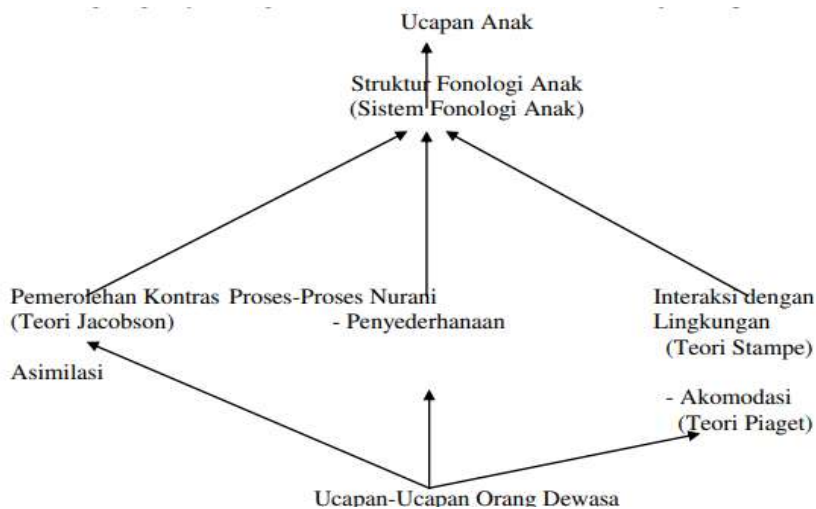 Ucapan Anak
Struktur Fonologi Anak
(Sistem Fonologi Anak)
Pemerolehan Kontras Proses-Proses Nurani Interaksi dengan
(Teori Jacobson) - Penyederhanaan Lingkungan
(Teori Stampe)
Asimilasi
- Akomodasi
(Teori Piaget)
Ucapan-Ucapan Orang Dewasa